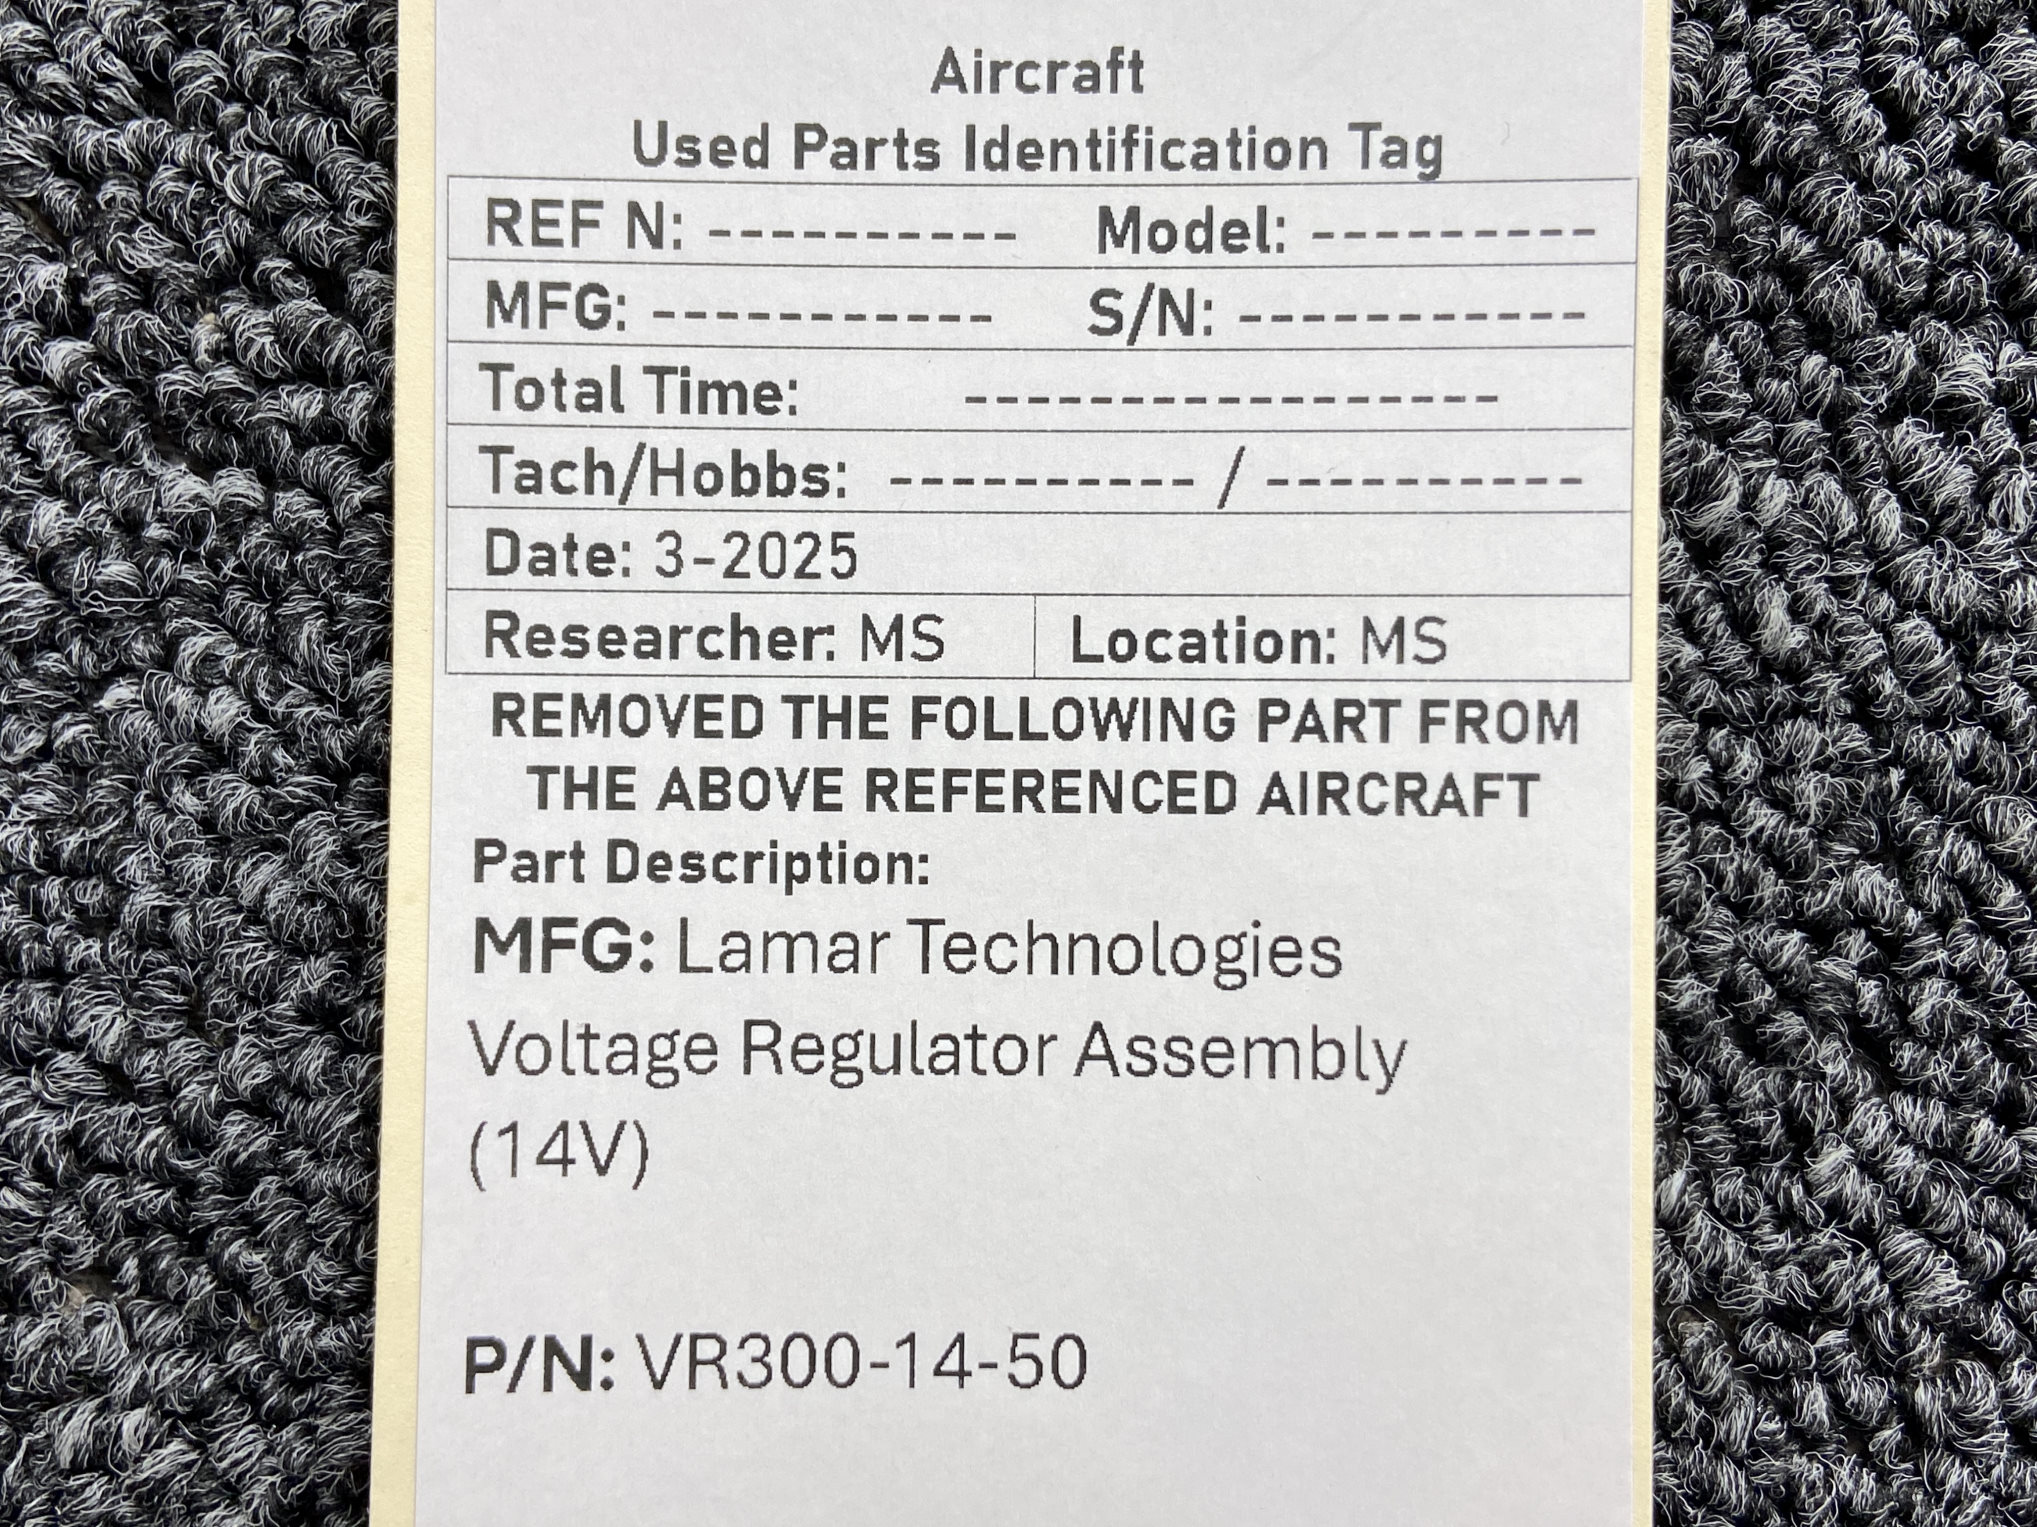 Aircraft
Used Parts Identification Tag
REF N: ---------- Model: ---------
MFG: ----------- S/N: -----------
Total Time: -----------------
Tach/Hobbs: ---------- / ----------
Date: 3-2025
Researcher: MS Location: MS
REMOVED THE FOLLOWING PART FROM
THE ABOVE REFERENCED AIRCRAFT
Part Description:
MFG: Lamar Technologies
Voltage Regulator Assembly
(14V)
P/N: VR300-14-50